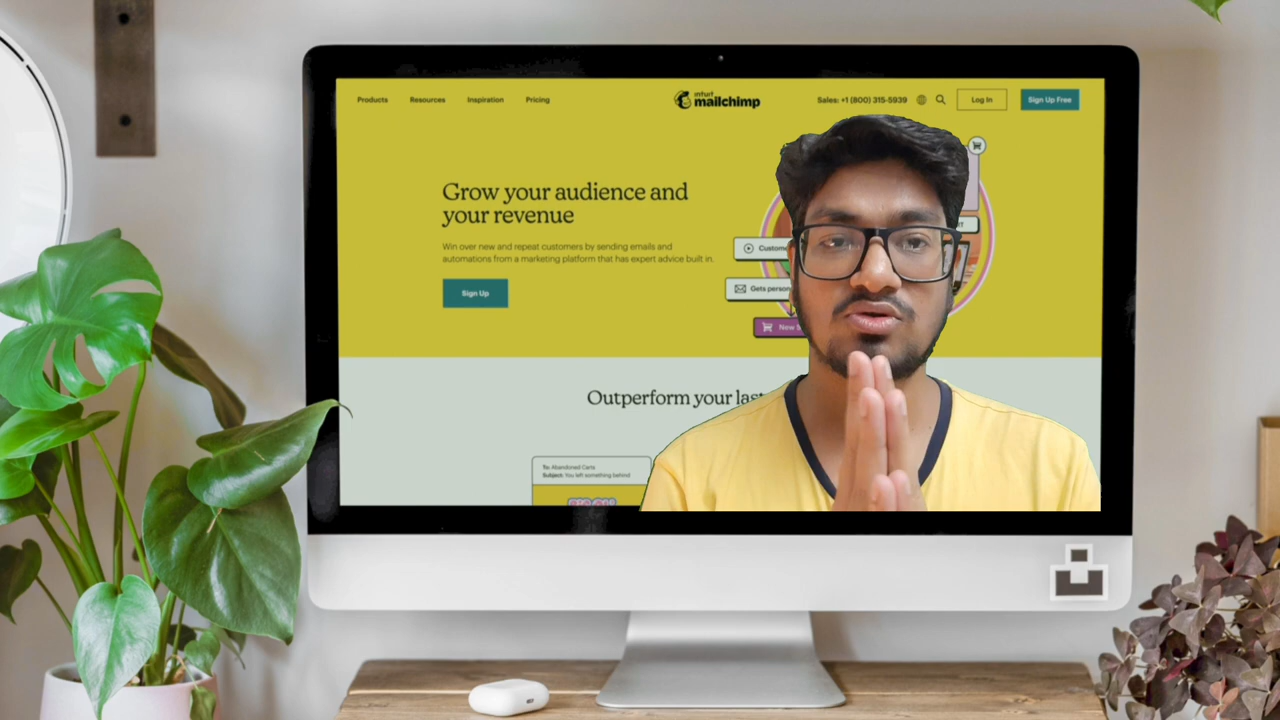 Products Resources Inspiration Pricing
intuit
mailchimp
Sales: +1 (800) 315-5939
Log In
Sign Up Free
Grow your audience and
your revenue
Win over new and repeat customers by sending emails and
automations from a marketing platform that has expert advice built in.
Sign Up
Gets
New
Outperform your
To: Abandoned Carts
Subject: You left something behind